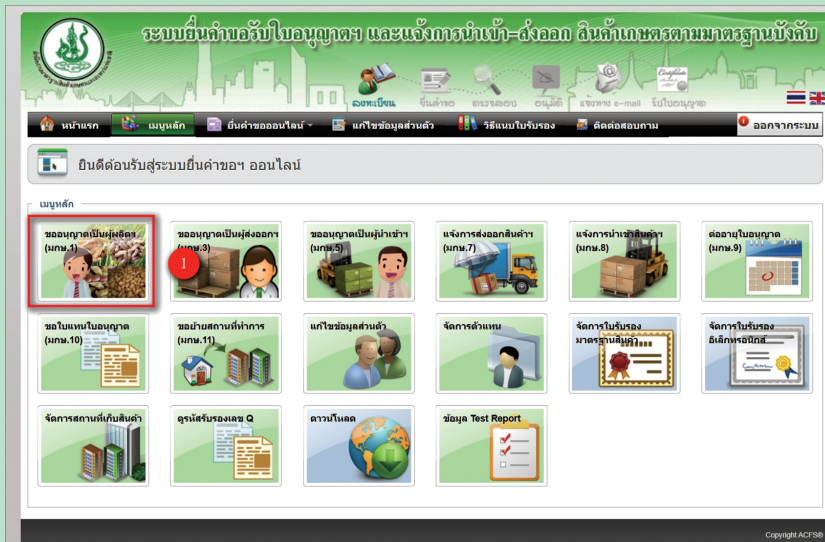 ระบบยื่นคำขอรับใบอนุญาตฯ และแจ้งการนำเข้า-ส่งออก สินค้าเกษตรตามมาตรฐานบังคับ
ลงทะเบียน ยื่นคำขอ ตรวจสอบ อนุมัติ แจ้งทาง e-mail รับใบอนุญาต
หน้าแรก เมนูหลัก ยื่นคำขอออนไลน์ แก้ไขข้อมูลส่วนตัว วิธีแนบใบรับรอง ติดต่อสอบถาม ออกจากระบบ
ยินดีต้อนรับสู่ระบบยื่นคำขอฯ ออนไลน์
เมนูหลัก
ขออนุญาตเป็นผู้ผลิตฯ
(มกษ.1)
ขออนุญาตเป็นผู้ส่งออกฯ
(มกษ.3)
1
ขออนุญาตเป็นผู้นำเข้าฯ
(มกษ.5)
แจ้งการส่งออกสินค้าฯ
(มกษ.7)
แจ้งการนำเข้าสินค้าฯ
(มกษ.8)
ต่ออายุใบอนุญาต
(มกษ.9)
ขอใบแทนใบอนุญาต
(มกษ.10)
ขอย้ายสถานที่ทำการ
(มกษ.11)
แก้ไขข้อมูลส่วนตัว
จัดการตัวแทน
จัดการใบรับรอง
มาตรฐานสินค้า
จัดการใบรับรอง
อิเล็กทรอนิกส์
จัดการสถานที่เก็บสินค้า
ดูรหัสรับรองเลข Q
ดาวน์โหลด
ข้อมูล Test Report
Copyright ACFS®